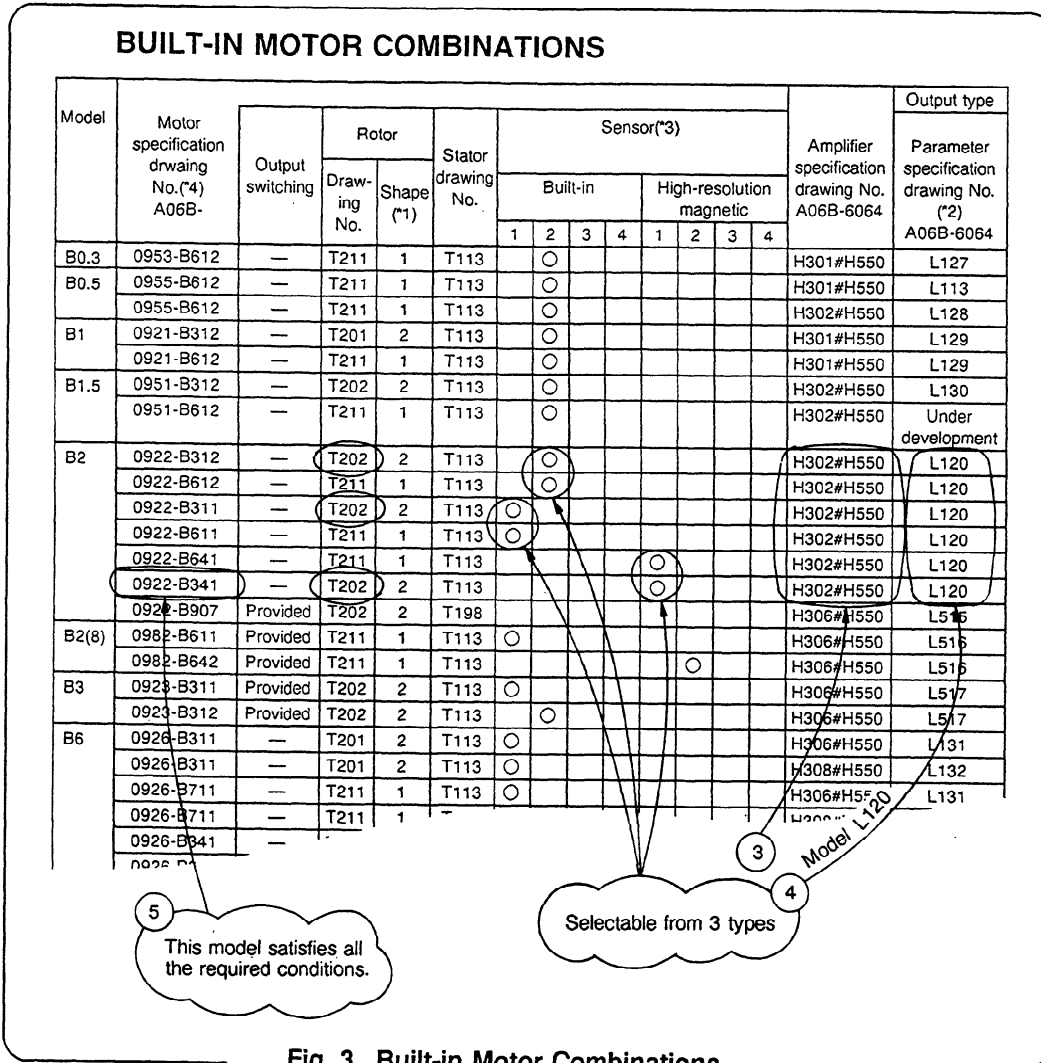 BUILT-IN MOTOR COMBINATIONS
Model
Motor specification drwaing No.(*4) A06B-
Output switching
Rotor
Draw-ing No.
Shape (*1)
Stator drawing No.
Sensor(*3)
Built-in
High-resolution magnetic
1 2 3 4 1 2 3 4
Amplifier specification drawing No. A06B-6064
Output type
Parameter specification drawing No. (*2) A06B-6064
B0.3 0953-B612 — T211 1 T113 ○ H301#H550 L127
B0.5 0955-B612 — T211 1 T113 ○ H301#H550 L113
0955-B612 — T211 1 T113 ○ H302#H550 L128
B1 0921-B312 — T201 2 T113 ○ H301#H550 L129
0921-B612 — T211 1 T113 ○ H301#H550 L129
B1.5 0951-B312 — T202 2 T113 ○ H302#H550 L130
0951-B612 — T211 1 T113 ○ H302#H550 Under development
B2 0922-B312 — T202 2 T113 ○ H302#H550 L120
0922-B612 — T211 1 T113 ○ H302#H550 L120
0922-B311 — T202 2 T113 ○ H302#H550 L120
0922-B611 — T211 1 T113 ○ H302#H550 L120
0922-B641 — T211 1 T113 ○ H302#H550 L120
0922-B341 — T202 2 T113 ○ H302#H550 L120
0922-B907 Provided T202 2 T198 H306#H550 L516
B2(8) 0982-B611 Provided T211 1 T113 ○ H306#H550 L516
0982-B642 Provided T211 1 T113 ○ H306#H550 L516
B3 0923-B311 Provided T202 2 T113 ○ H306#H550 L517
0923-B312 Provided T202 2 T113 ○ H306#H550 L517
B6 0926-B311 — T201 2 T113 ○ H306#H550 L131
0926-B311 — T201 2 T113 ○ H308#H550 L132
0926-B711 — T211 1 T113 ○ H306#H55 L131
0926-B711 — T211 1
0926-B341 —
3
Model L120
4
5
Selectable from 3 types
This model satisfies all
the required conditions.
Fig. 3 Built-in Motor Combinations